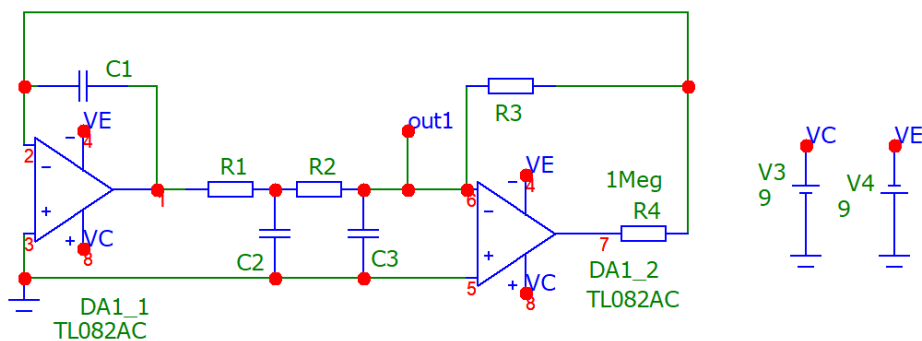 C1
VE
4
2
3
1
VC
8
DA1_1
TL082AC
R1
R2
C2
C3
out1
R3
6
5
VE
4
7
VC
8
1Meg
R4
DA1_2
TL082AC
VC
V3
9
VE
V4
9